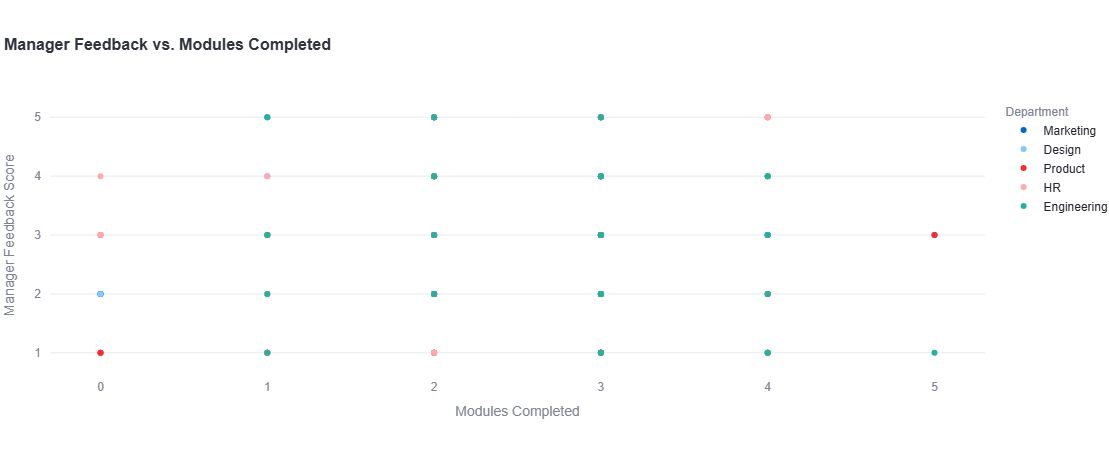 Manager Feedback vs. Modules Completed
Department
Marketing
Design
Product
HR
Engineering
Manager Feedback Score
5
4
3
2
1
0 1 2 3 4 5
Modules Completed